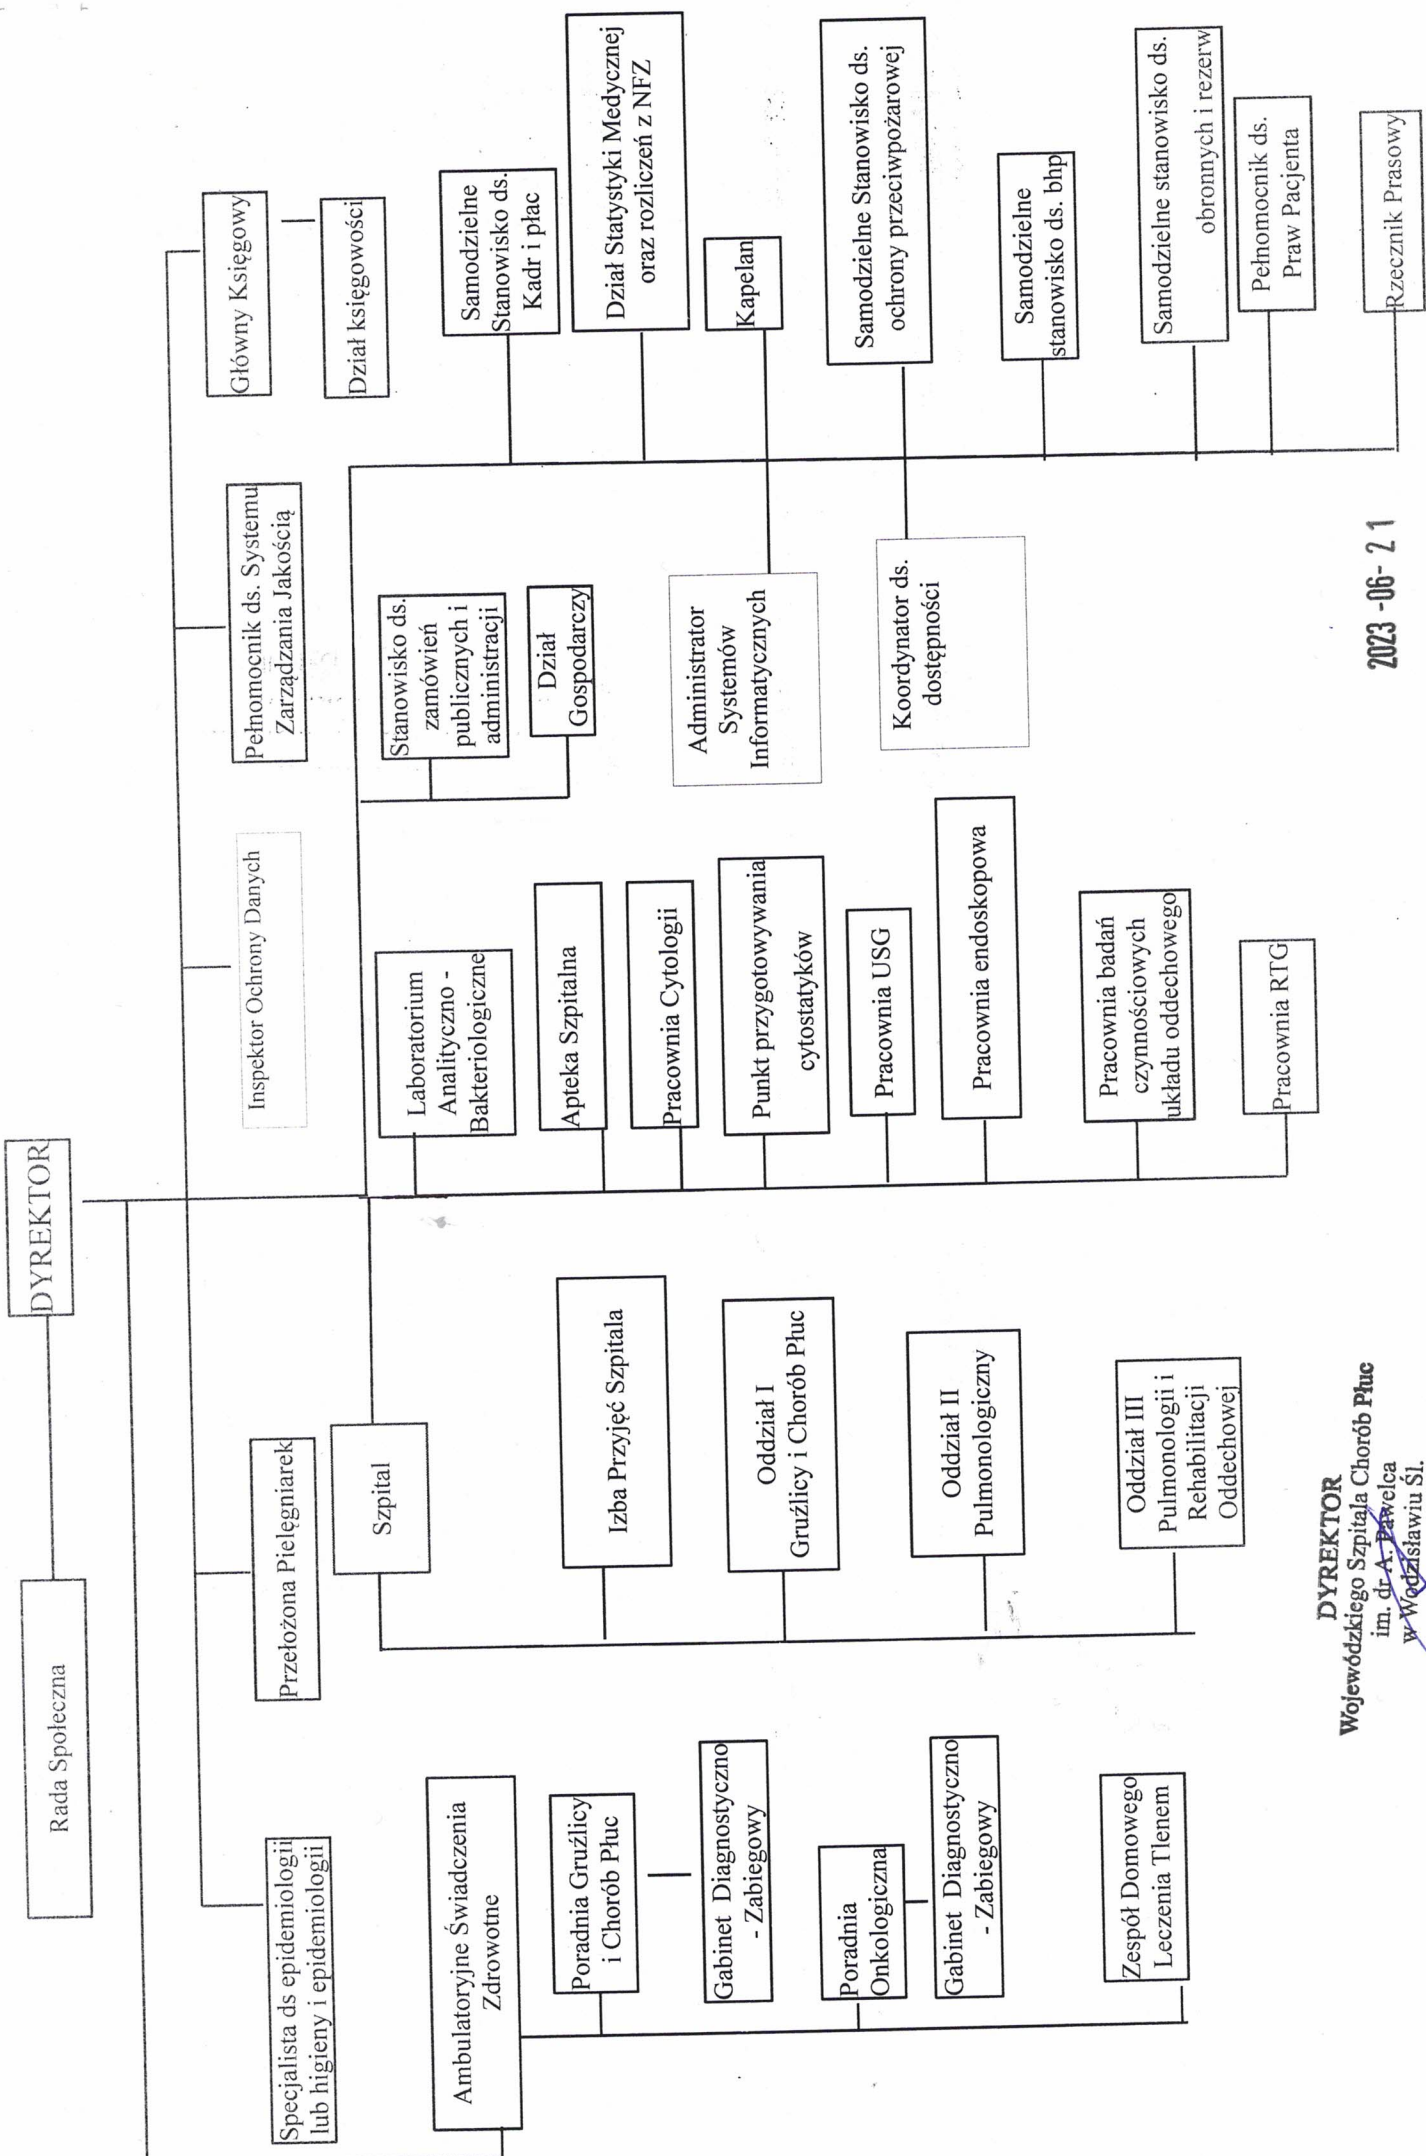 DYREKTOR
Rada Społeczna
Specjalista ds epidemiologii
lub higieny i epidemiologii
Przełożona Pielęgniarek
Inspektor Ochrony Danych
Pełnomocnik ds. Systemu
Zarządzania Jakością
Główny Księgowy
Dział księgowości
Ambulatoryjne Świadczenia
Zdrowotne
Poradnia Gruźlicy
i Chorób Płuc
Gabinet Diagnostyczno
- Zabiegowy
Poradnia
Onkologiczna
Gabinet Diagnostyczno
- Zabiegowy
Zespół Domowego
Leczenia Tlenem
Szpital
Izba Przyjęć Szpitala
Oddział I
Gruźlicy i Chorób Płuc
Oddział II
Pulmonologiczny
Oddział III
Pulmonologii i
Rehabilitacji
Oddechowej
Laboratorium
Analityczno -
Bakteriologiczne
Apteka Szpitalna
Pracownia Cytologii
Punkt przygotowywania
cytostatyków
Pracownia USG
Pracownia endoskopowa
Pracownia badań
czynnościowych
układu oddechowego
Pracownia RTG
Stanowisko ds.
zamówień
publicznych i
administracji
Dział
Gospodarczy
Administrator
Systemów
Informatycznych
Koordynator ds.
dostępności
Samodzielne
Stanowisko ds.
Kadr i płac
Dział Statystyki Medycznej
oraz rozliczeń z NFZ
Kapelan
Samodzielne Stanowisko ds.
ochrony przeciwpożarowej
Samodzielne
stanowisko ds. bhp
Samodzielne stanowisko ds.
obronnych i rezerw
Pełnomocnik ds.
Praw Pacjenta
Rzecznik Prasowy
2023 -06- 21
DYREKTOR
Wojewódzkiego Szpitala Chorób Płuc
im. dr A. Pawelca
w Wodzisławiu Śl.